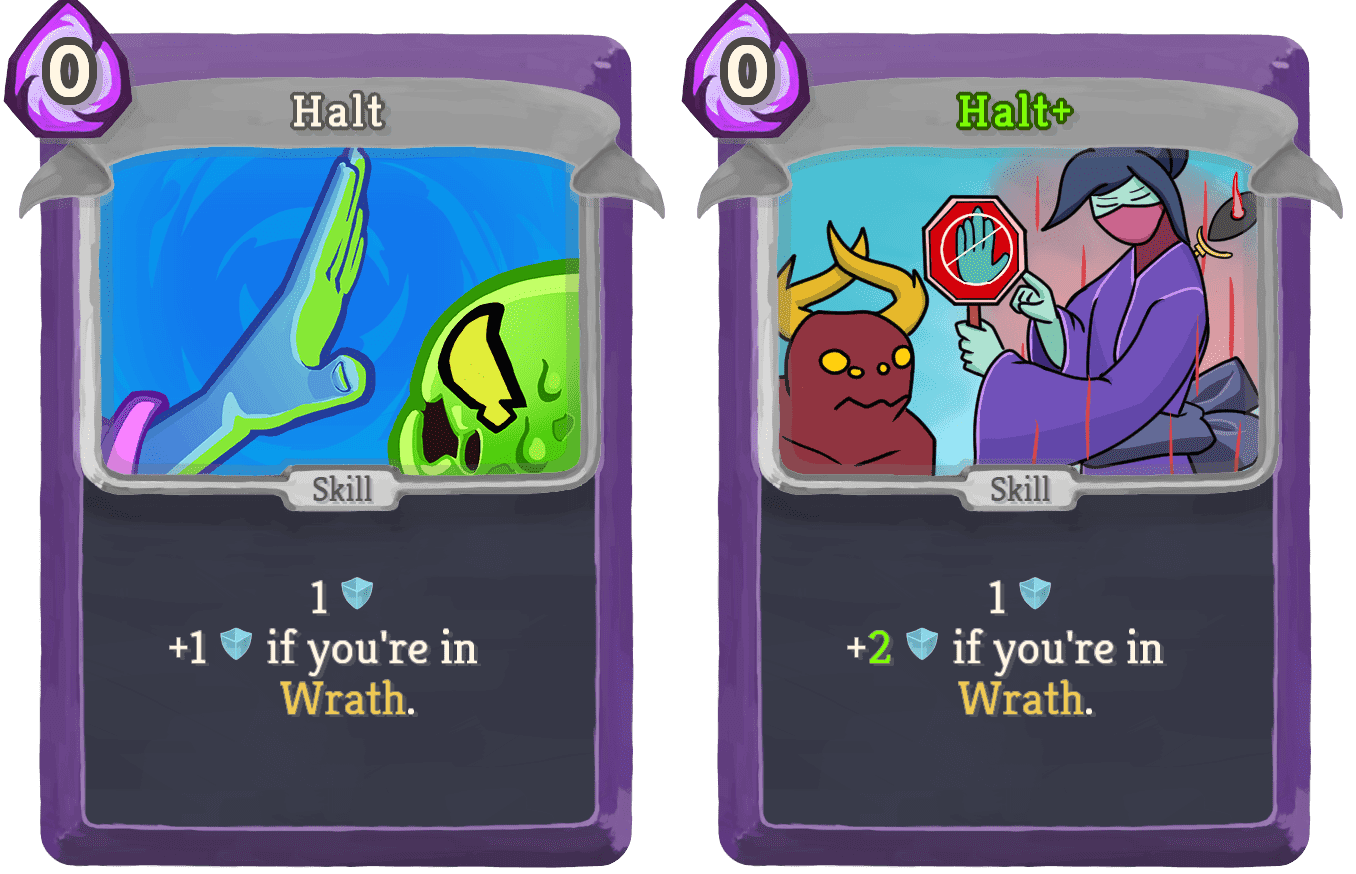 0
Halt
Skill
1
+1 if you're in
Wrath.
0
Halt+
Skill
1
+2 if you're in
Wrath.